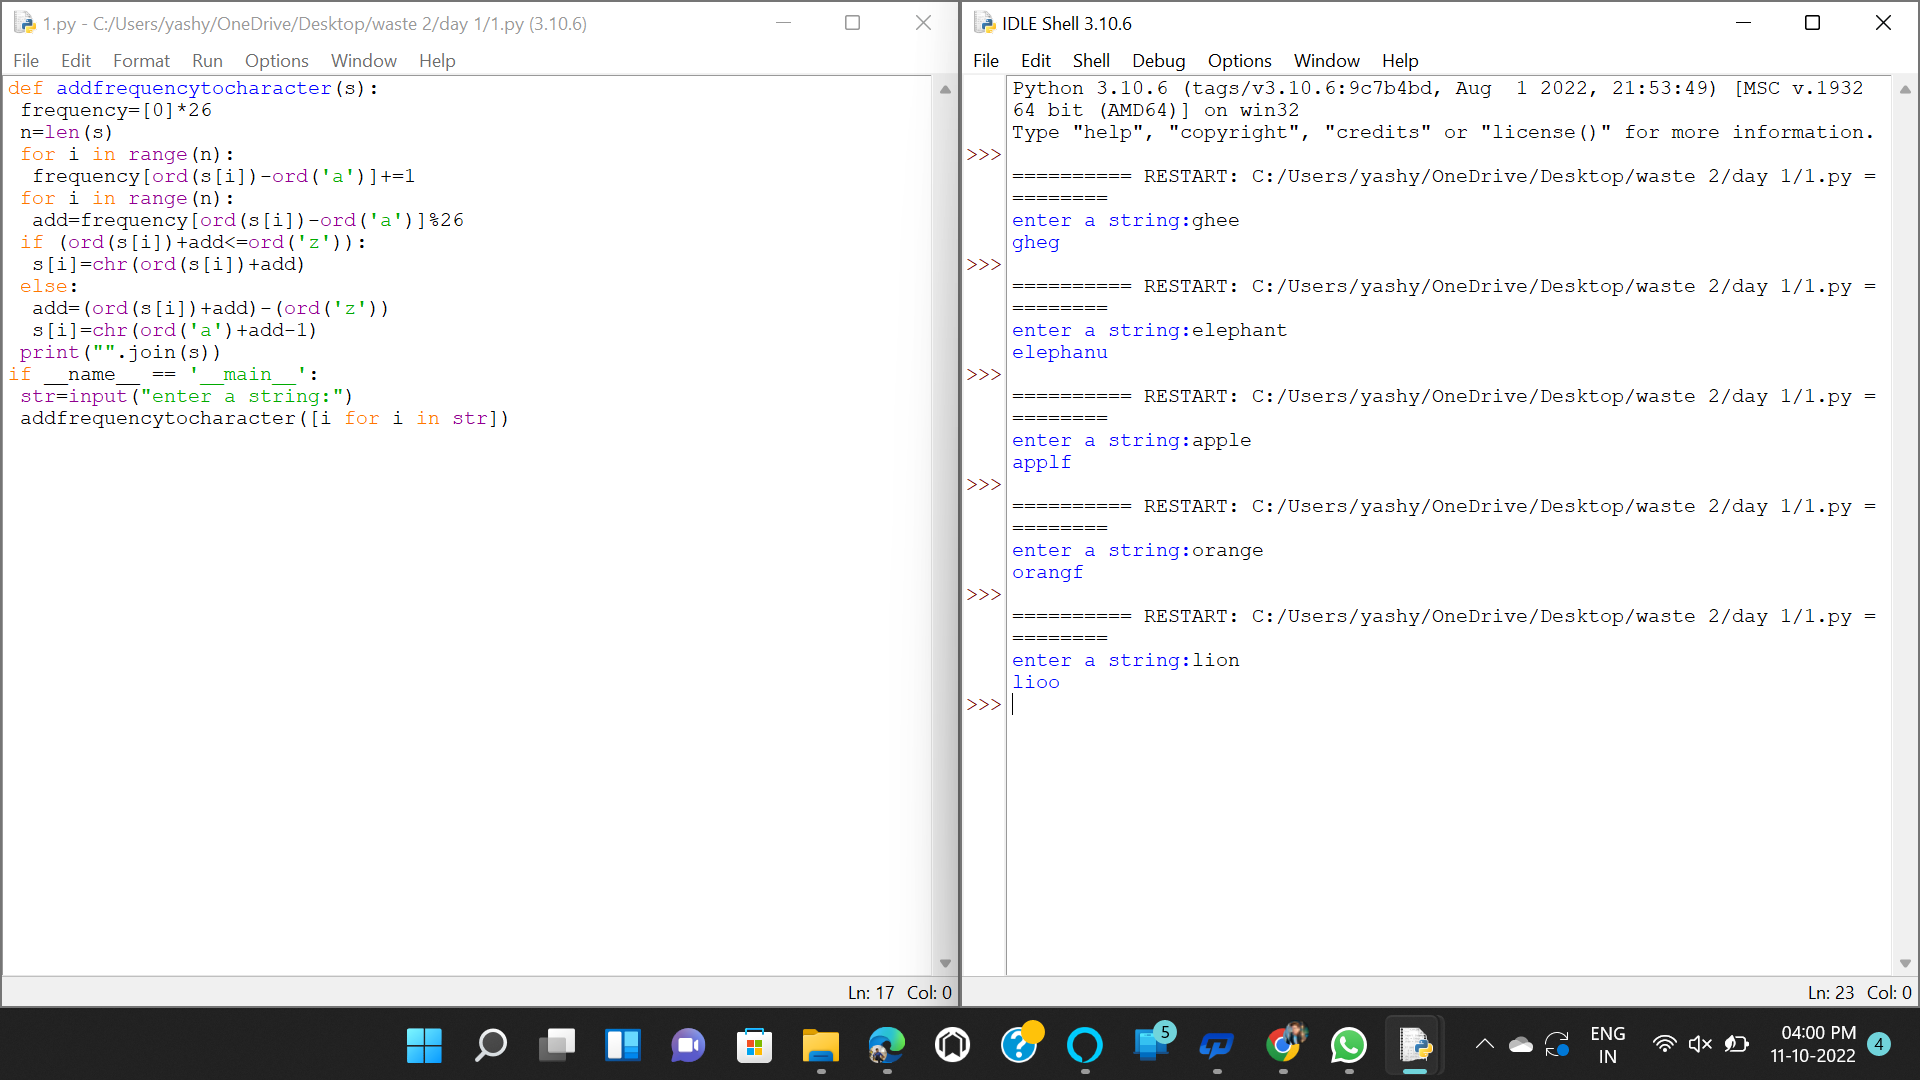 1.py - C:/Users/yashy/OneDrive/Desktop/waste 2/day 1/1.py (3.10.6)
File Edit Format Run Options Window Help
def addfrequencytocharacter(s):
 frequency=[0]*26
 n=len(s)
 for i in range(n):
  frequency[ord(s[i])-ord('a')]+=1
 for i in range(n):
  add=frequency[ord(s[i])-ord('a')]%26
 if (ord(s[i])+add<=ord('z')):
  s[i]=chr(ord(s[i])+add)
 else:
  add=(ord(s[i])+add)-(ord('z'))
  s[i]=chr(ord('a')+add-1)
 print("".join(s))
if __name__ == '__main__':
 str=input("enter a string:")
 addfrequencytocharacter([i for i in str])
Ln: 17 Col: 0
IDLE Shell 3.10.6
File Edit Shell Debug Options Window Help
Python 3.10.6 (tags/v3.10.6:9c7b4bd, Aug  1 2022, 21:53:49) [MSC v.1932
64 bit (AMD64)] on win32
Type "help", "copyright", "credits" or "license()" for more information.
>>>
========== RESTART: C:/Users/yashy/OneDrive/Desktop/waste 2/day 1/1.py =
========
enter a string:ghee
gheg
>>>
========== RESTART: C:/Users/yashy/OneDrive/Desktop/waste 2/day 1/1.py =
========
enter a string:elephant
elephanu
>>>
========== RESTART: C:/Users/yashy/OneDrive/Desktop/waste 2/day 1/1.py =
========
enter a string:apple
applf
>>>
========== RESTART: C:/Users/yashy/OneDrive/Desktop/waste 2/day 1/1.py =
========
enter a string:orange
orangf
>>>
========== RESTART: C:/Users/yashy/OneDrive/Desktop/waste 2/day 1/1.py =
========
enter a string:lion
lioo
>>>
Ln: 23 Col: 0
5
ENG
IN
04:00 PM
11-10-2022
4